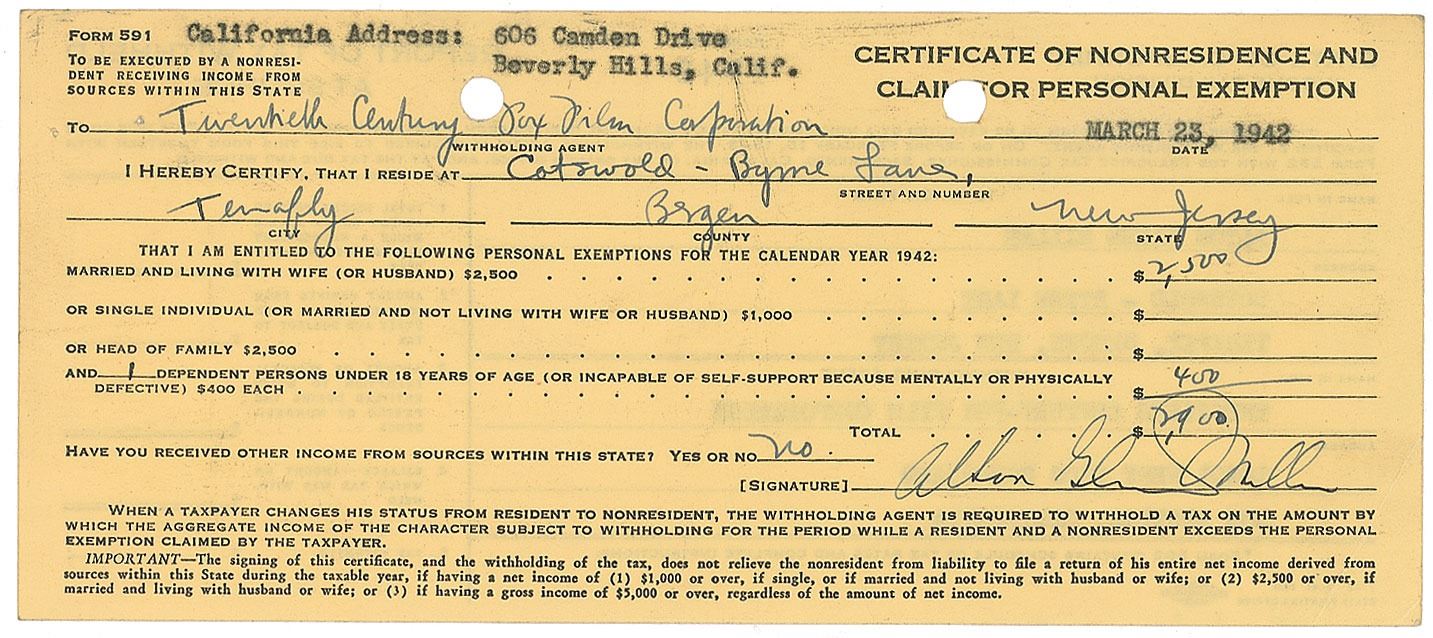 FORM 591 California Address: 606 Camden Drive
Beverly Hills, Calif.
TO BE EXECUTED BY A NONRESI-
DENT RECEIVING INCOME FROM
SOURCES WITHIN THIS STATE
CERTIFICATE OF NONRESIDENCE AND
CLAIM FOR PERSONAL EXEMPTION
TO Twentieth Century Fox Film Corporation MARCH 23, 1942
WITHHOLDING AGENT DATE
I HEREBY CERTIFY, THAT I RESIDE AT Cotswold - Byrne Lane,
STREET AND NUMBER
Tenafly Bergen New Jersey
CITY COUNTY STATE
THAT I AM ENTITLED TO THE FOLLOWING PERSONAL EXEMPTIONS FOR THE CALENDAR YEAR 1942:
MARRIED AND LIVING WITH WIFE (OR HUSBAND) $2,500 . . . . . . . . . . . . . . . . $ 2,500
OR SINGLE INDIVIDUAL (OR MARRIED AND NOT LIVING WITH WIFE OR HUSBAND) $1,000 . . . . . . . . $
OR HEAD OF FAMILY $2,500 . . . . . . . . . . . . . . . . . . . . . . $
AND 1 DEPENDENT PERSONS UNDER 18 YEARS OF AGE (OR INCAPABLE OF SELF-SUPPORT BECAUSE MENTALLY OR PHYSICALLY
DEFECTIVE) $400 EACH . . . . . . . . . . . . . . . . . . . . . . $ 400
TOTAL . . . . . . $ 2,900.
HAVE YOU RECEIVED OTHER INCOME FROM SOURCES WITHIN THIS STATE? YES OR NO No.
[SIGNATURE] Alton Glenn Miller
WHEN A TAXPAYER CHANGES HIS STATUS FROM RESIDENT TO NONRESIDENT, THE WITHHOLDING AGENT IS REQUIRED TO WITHHOLD A TAX ON THE AMOUNT BY
WHICH THE AGGREGATE INCOME OF THE CHARACTER SUBJECT TO WITHHOLDING FOR THE PERIOD WHILE A RESIDENT AND A NONRESIDENT EXCEEDS THE PERSONAL
EXEMPTION CLAIMED BY THE TAXPAYER.
IMPORTANT—The signing of this certificate, and the withholding of the tax, does not relieve the nonresident from liability to file a return of his entire net income derived from
sources within this State during the taxable year, if having a net income of (1) $1,000 or over, if single, or if married and not living with husband or wife; or (2) $2,500 or over, if
married and living with husband or wife; or (3) if having a gross income of $5,000 or over, regardless of the amount of net income.